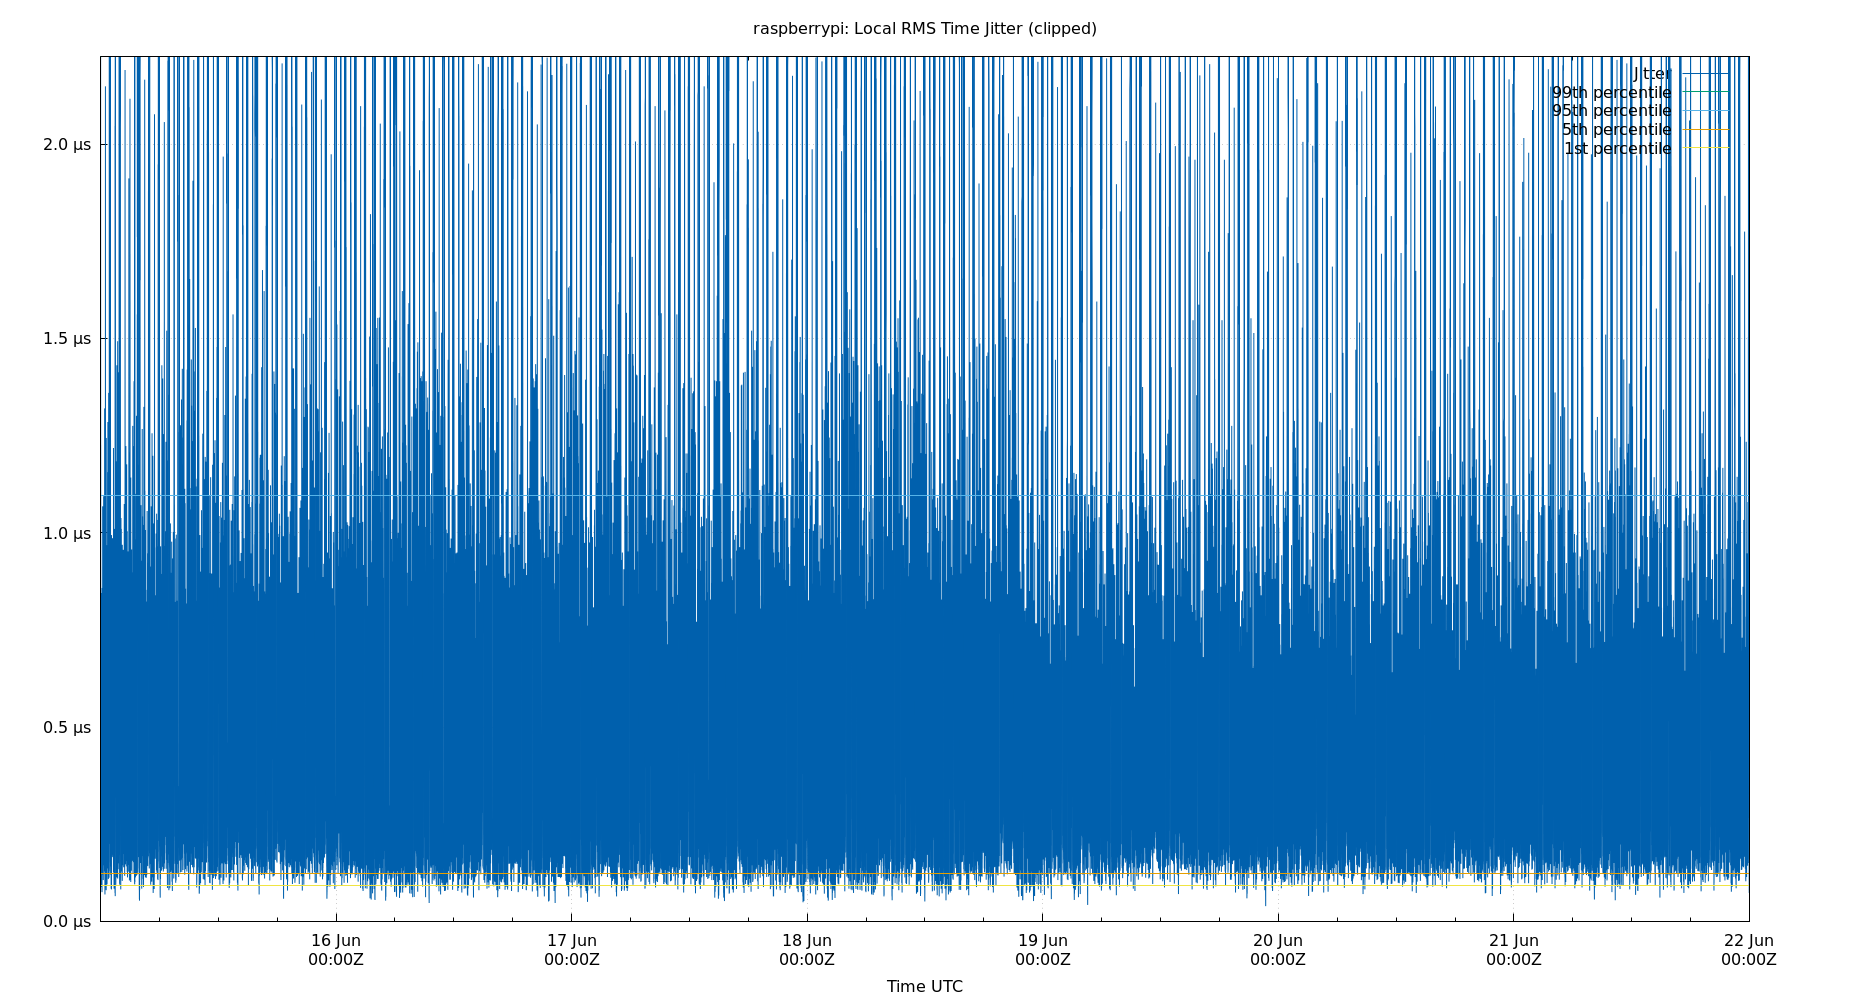 raspberrypi: Local RMS Time Jitter (clipped)
Jitter
99th percentile
95th percentile
5th percentile
1st percentile
2.0 µs
1.5 µs
1.0 µs
0.5 µs
0.0 µs
16 Jun 17 Jun 18 Jun 19 Jun 20 Jun 21 Jun 22 Jun
00:00Z 00:00Z 00:00Z 00:00Z 00:00Z 00:00Z 00:00Z
Time UTC